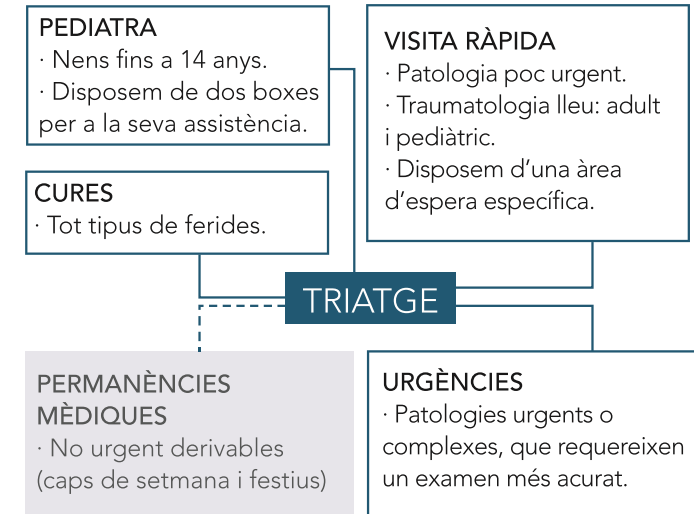 PEDIATRA
· Nens fins a 14 anys.
· Disposem de dos boxes
per a la seva assistència.
VISITA RÀPIDA
· Patologia poc urgent.
· Traumatologia lleu: adult
i pediàtric.
· Disposem d’una àrea
d’espera específica.
CURES
· Tot tipus de ferides.
TRIATGE
PERMANÈNCIES
MÈDIQUES
· No urgent derivables
(caps de setmana i festius)
URGÈNCIES
· Patologies urgents o
complexes, que requereixen
un examen més acurat.